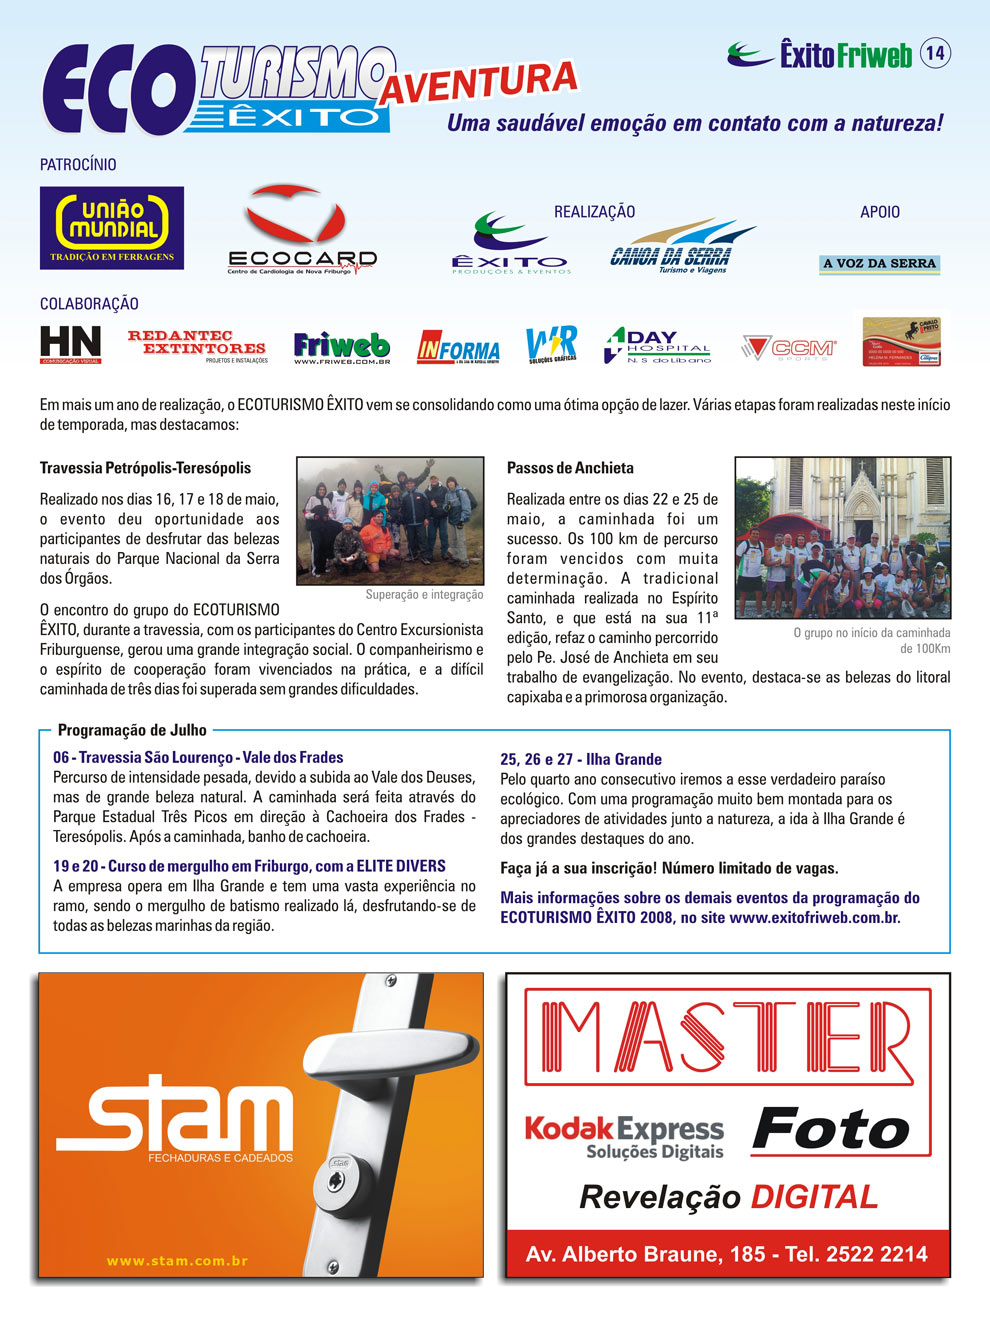 ECO TURISMO ÊXITO AVENTURA
ÊxitoFriweb 14
Uma saudável emoção em contato com a natureza!
PATROCÍNIO
REALIZAÇÃO
APOIO
UNIÃO
MUNDIAL
TRADIÇÃO EM FERRAGENS
ECOCARD
Centro de Cardiologia de Nova Friburgo
ÊXITO
PRODUÇÕES & EVENTOS
CANOA DA SERRA
Turismo e Viagens
A VOZ DA SERRA
COLABORAÇÃO
HN
COMUNICAÇÃO VISUAL
REDANTEC
EXTINTORES
PROJETOS E INSTALAÇÕES
Friweb
WWW.FRIWEB.COM.BR
INFORMA
WR
SOLUÇÕES GRÁFICAS
DAY
HOSPITAL
N. S. do Líbano
CCM
SPORTS
CAVALO
PRETO
Em mais um ano de realização, o ECOTURISMO ÊXITO vem se consolidando como uma ótima opção de lazer. Várias etapas foram realizadas neste início
de temporada, mas destacamos:
Travessia Petrópolis-Teresópolis
Realizado nos dias 16, 17 e 18 de maio,
o evento deu oportunidade aos
participantes de desfrutar das belezas
naturais do Parque Nacional da Serra
dos Órgãos.
Superação e integração
O encontro do grupo do ECOTURISMO
ÊXITO, durante a travessia, com os participantes do Centro Excursionista
Friburguense, gerou uma grande integração social. O companheirismo e
o espírito de cooperação foram vivenciados na prática, e a difícil
caminhada de três dias foi superada sem grandes dificuldades.
Passos de Anchieta
Realizada entre os dias 22 e 25 de
maio, a caminhada foi um
sucesso. Os 100 km de percurso
foram vencidos com muita
determinação. A tradicional
caminhada realizada no Espírito
Santo, e que está na sua 11ª
edição, refaz o caminho percorrido
pelo Pe. José de Anchieta em seu
trabalho de evangelização. No evento, destaca-se as belezas do litoral
capixaba e a primorosa organização.
O grupo no início da caminhada
de 100Km
Programação de Julho
06 - Travessia São Lourenço - Vale dos Frades
Percurso de intensidade pesada, devido a subida ao Vale dos Deuses,
mas de grande beleza natural. A caminhada será feita através do
Parque Estadual Três Picos em direção à Cachoeira dos Frades -
Teresópolis. Após a caminhada, banho de cachoeira.
19 e 20 - Curso de mergulho em Friburgo, com a ELITE DIVERS
A empresa opera em Ilha Grande e tem uma vasta experiência no
ramo, sendo o mergulho de batismo realizado lá, desfrutando-se de
todas as belezas marinhas da região.
25, 26 e 27 - Ilha Grande
Pelo quarto ano consecutivo iremos a esse verdadeiro paraíso
ecológico. Com uma programação muito bem montada para os
apreciadores de atividades junto a natureza, a ida à Ilha Grande é
dos grandes destaques do ano.
Faça já a sua inscrição! Número limitado de vagas.
Mais informações sobre os demais eventos da programação do
ECOTURISMO ÊXITO 2008, no site www.exitofriweb.com.br.
stam
FECHADURAS E CADEADOS
www.stam.com.br
MASTER
Foto
Kodak Express
Soluções Digitais
Revelação DIGITAL
Av. Alberto Braune, 185 - Tel. 2522 2214